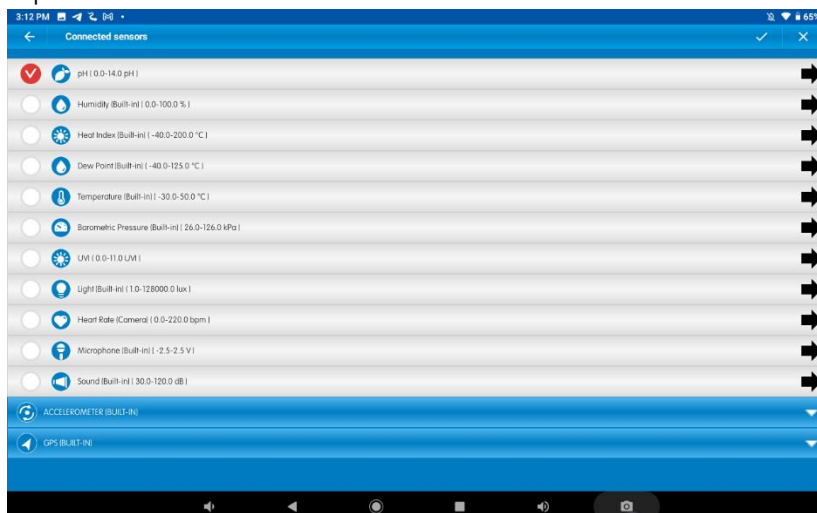 3:12 PM 65%
Connected sensors
pH ( 0.0-14.0 pH )
Humidity (Built-in) ( 0.0-100.0 % )
Heat Index (Built-in) ( -40.0-200.0 °C )
Dew Point (Built-in) ( -40.0-125.0 °C )
Temperature (Built-in) ( -30.0-50.0 °C )
Barometric Pressure (Built-in) ( 26.0-126.0 kPa )
UVI ( 0.0-11.0 UVI )
Light (Built-in) ( 1.0-128000.0 lux )
Heart Rate (Camera) ( 0.0-220.0 bpm )
Microphone (Built-in) ( -2.5-2.5 V )
Sound (Built-in) ( 30.0-120.0 dB )
ACCELEROMETER (BUILT-IN)
GPS (BUILT-IN)